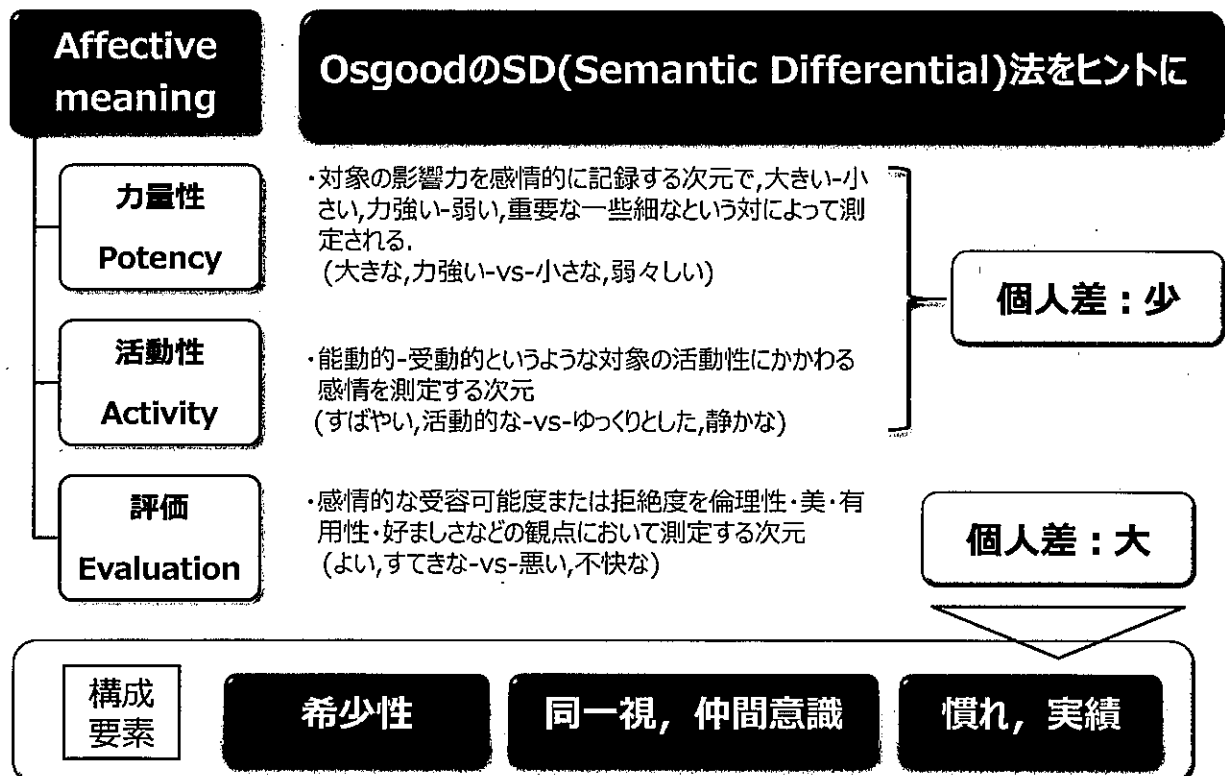 Affective
meaning
OsgoodのSD(Semantic Differential)法をヒントに
力量性
Potency
・対象の影響力を感情的に記録する次元で,大きい-小
さい,力強い-弱い,重要な一些細なという対によって測
定される.
(大きな,力強い-vs-小さな,弱々しい)
個人差：少
活動性
Activity
・能動的-受動的というような対象の活動性にかかわる
感情を測定する次元
(すばやい,活動的な-vs-ゆっくりとした,静かな)
評価
Evaluation
・感情的な受容可能度または拒絶度を倫理性・美・有
用性・好ましさなどの観点において測定する次元
(よい,すてきな-vs-悪い,不快な)
個人差：大
構成
要素
希少性
同一視，仲間意識
慣れ，実績